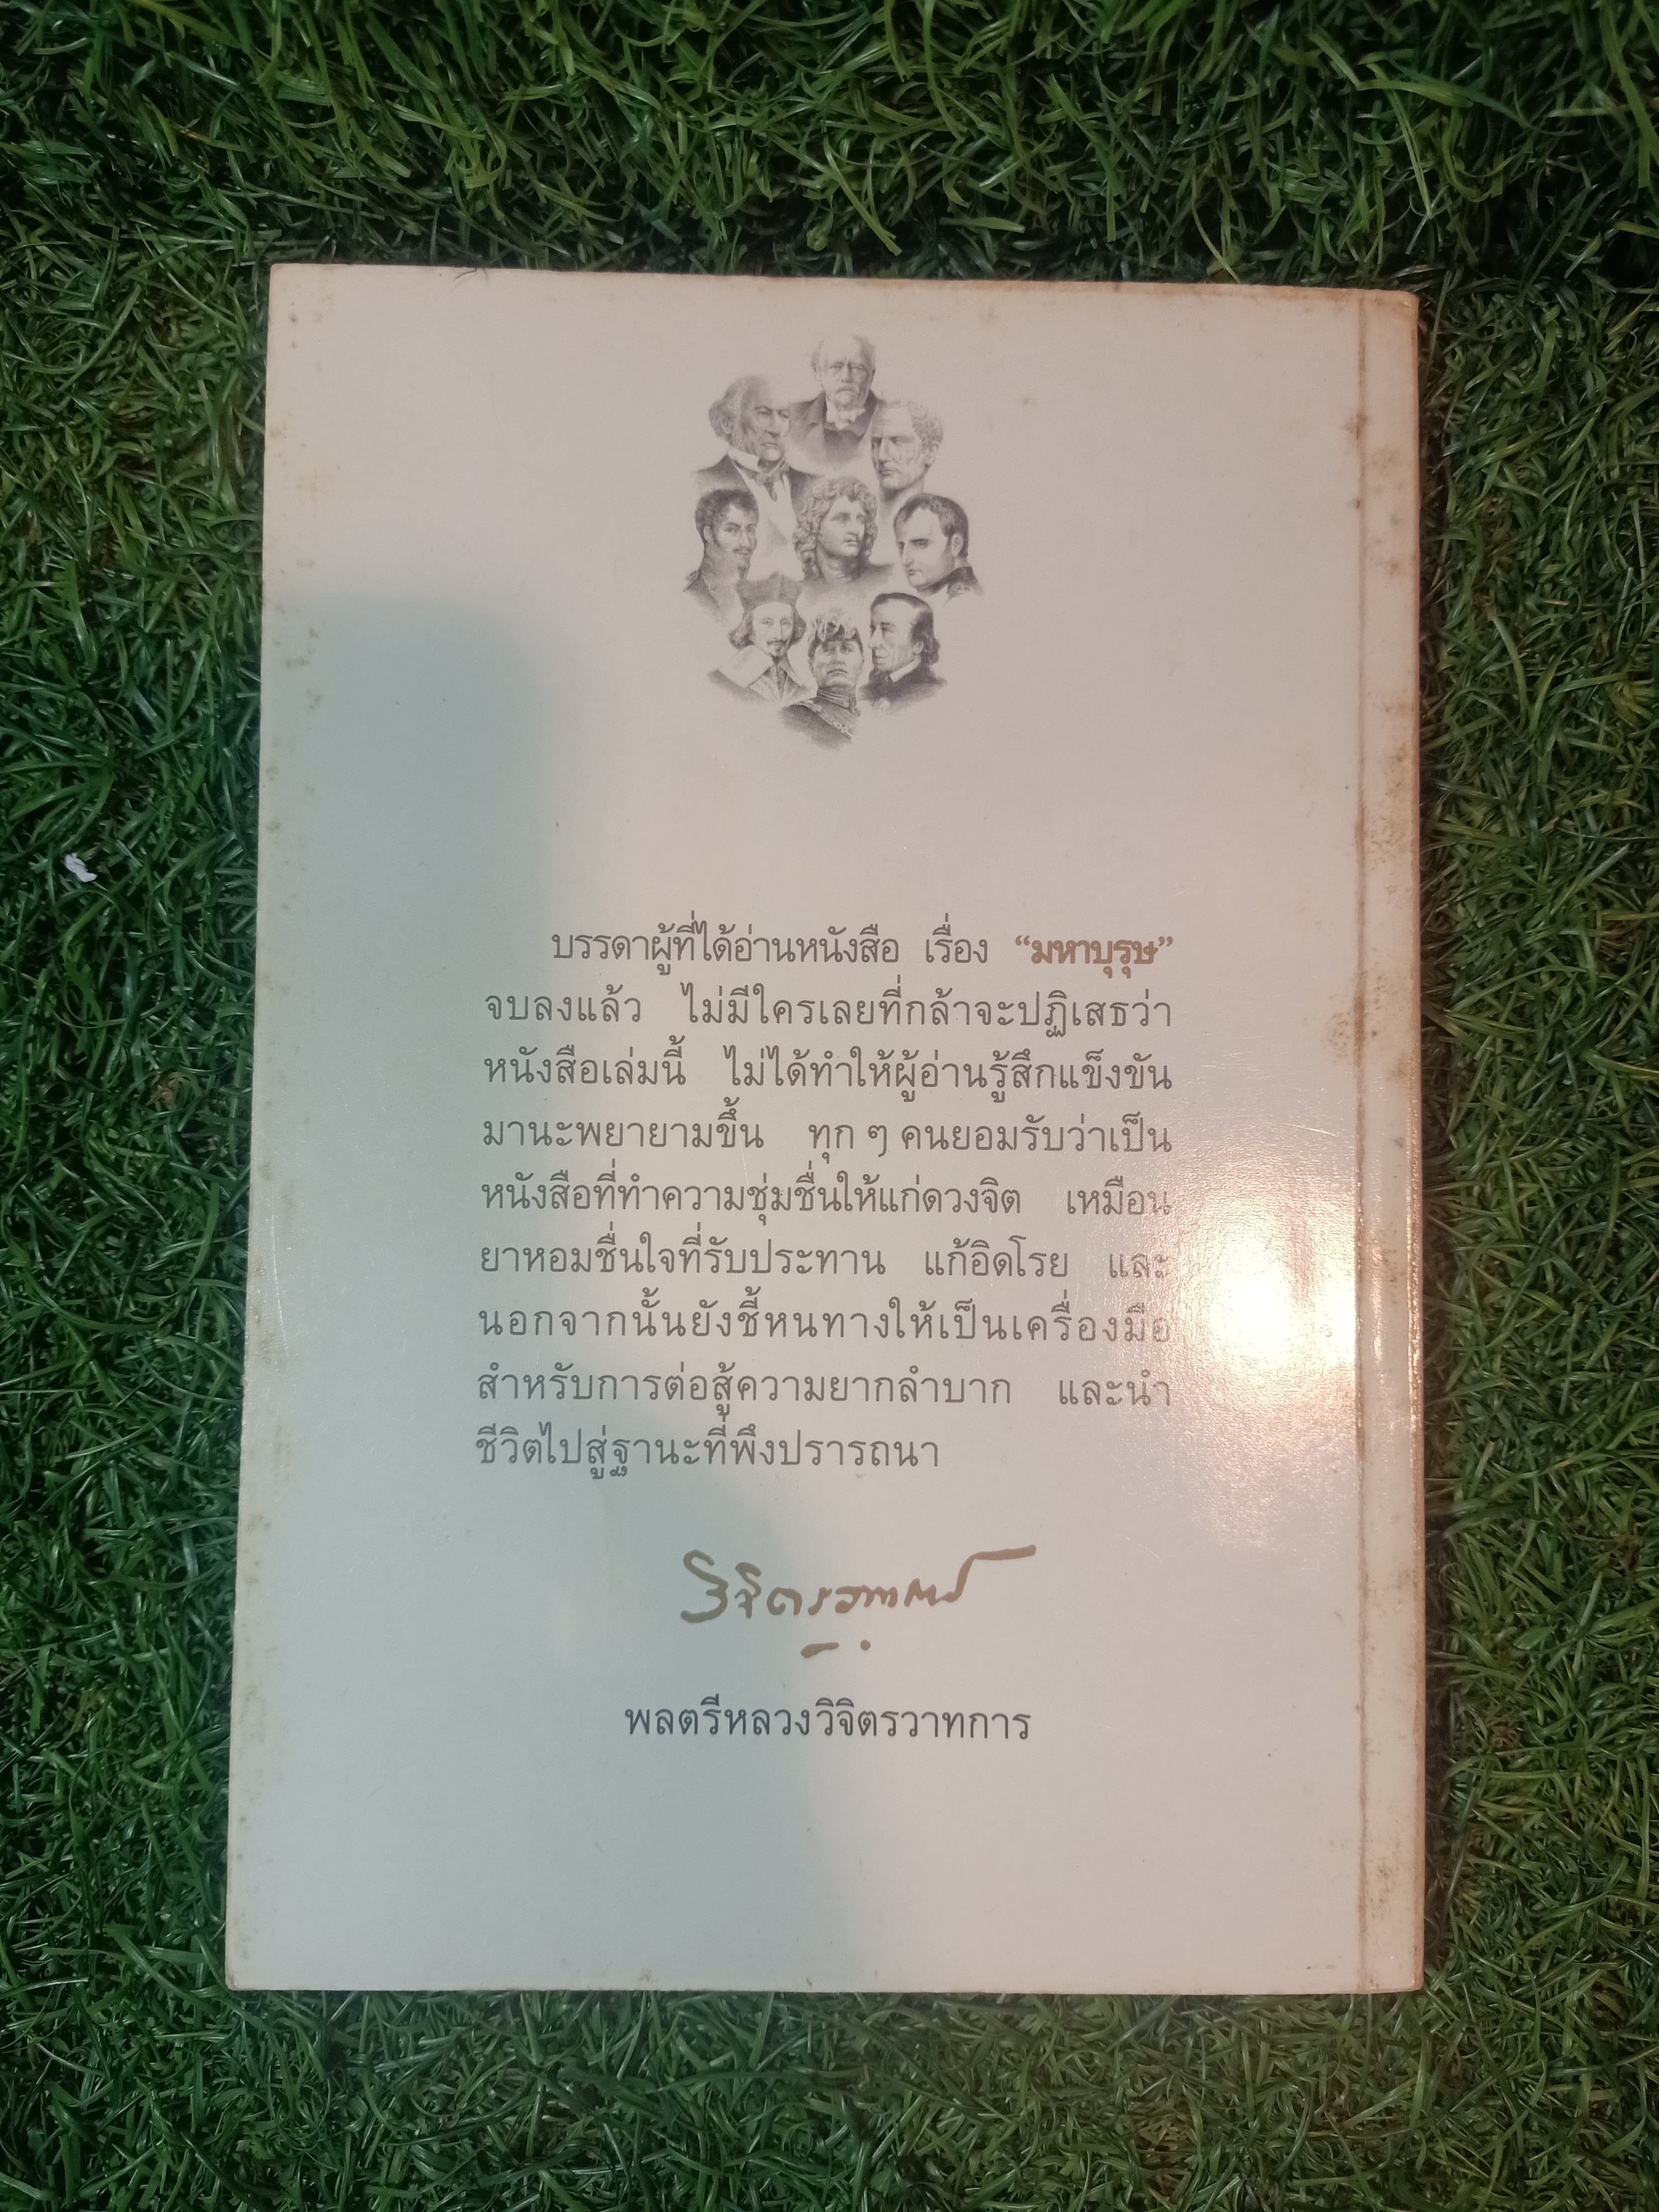 บรรดาผู้ที่ได้อ่านหนังสือ เรื่อง “มหาบุรุษ”
จบลงแล้ว ไม่มีใครเลยที่กล้าจะปฏิเสธว่า
หนังสือเล่มนี้ ไม่ได้ทำให้ผู้อ่านรู้สึกแข็งขัน
มานะพยายามขึ้น ทุก ๆ คนยอมรับว่าเป็น
หนังสือที่ทำความชุ่มชื่นให้แก่ดวงจิต เหมือน
ยาหอมชื่นใจที่รับประทาน แก้อิดโรย และ
นอกจากนั้นยังชี้หนทางให้เป็นเครื่องมือ
สำหรับการต่อสู้ความยากลำบาก และนำ
ชีวิตไปสู่ฐานะที่พึงปรารถนา
วิจิตรวาทการ
พลตรีหลวงวิจิตรวาทการ